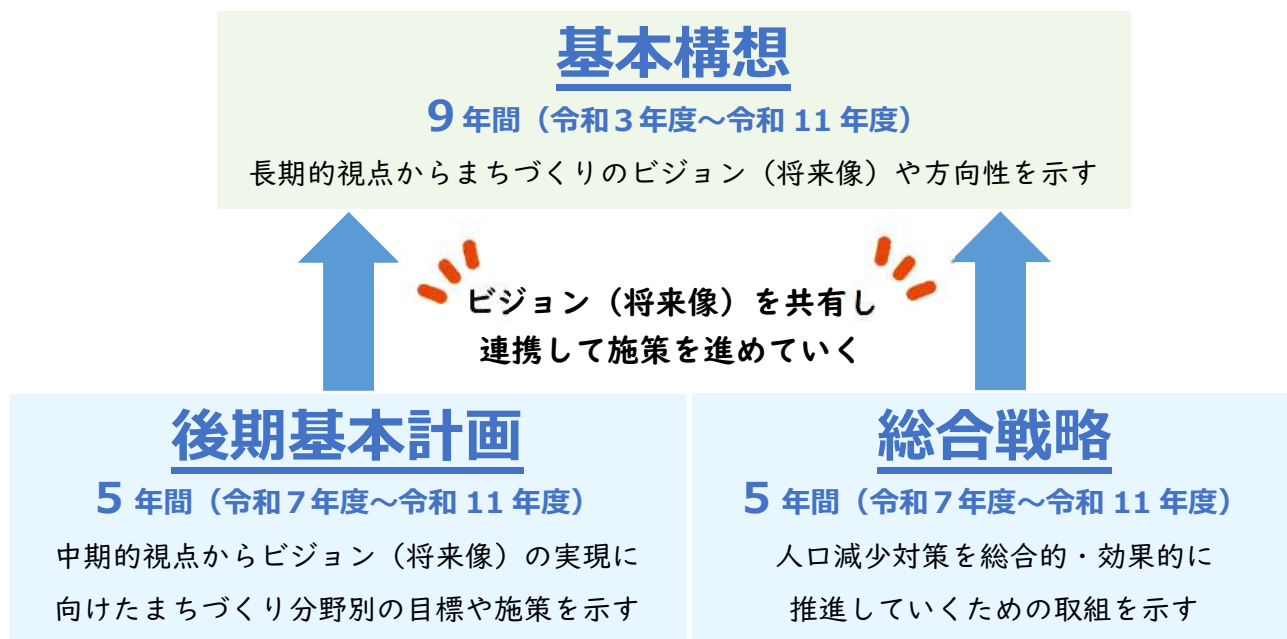 基本構想
9年間（令和３年度～令和 11 年度）
長期的視点からまちづくりのビジョン（将来像）や方向性を示す
ビジョン（将来像）を共有し
連携して施策を進めていく
後期基本計画
5 年間（令和７年度～令和 11 年度）
中期的視点からビジョン（将来像）の実現に
向けたまちづくり分野別の目標や施策を示す
総合戦略
5 年間（令和７年度～令和 11 年度）
人口減少対策を総合的・効果的に
推進していくための取組を示す